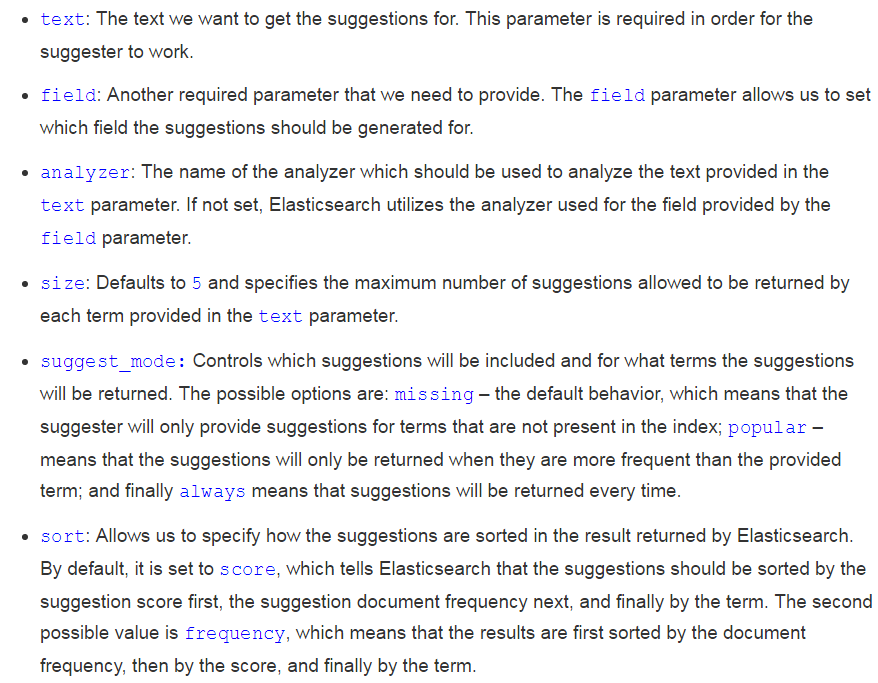 • text: The text we want to get the suggestions for. This parameter is required in order for the
suggester to work.
• field: Another required parameter that we need to provide. The field parameter allows us to set
which field the suggestions should be generated for.
• analyzer: The name of the analyzer which should be used to analyze the text provided in the
text parameter. If not set, Elasticsearch utilizes the analyzer used for the field provided by the
field parameter.
• size: Defaults to 5 and specifies the maximum number of suggestions allowed to be returned by
each term provided in the text parameter.
• suggest_mode: Controls which suggestions will be included and for what terms the suggestions
will be returned. The possible options are: missing – the default behavior, which means that the
suggester will only provide suggestions for terms that are not present in the index; popular –
means that the suggestions will only be returned when they are more frequent than the provided
term; and finally always means that suggestions will be returned every time.
• sort: Allows us to specify how the suggestions are sorted in the result returned by Elasticsearch.
By default, it is set to score, which tells Elasticsearch that the suggestions should be sorted by the
suggestion score first, the suggestion document frequency next, and finally by the term. The second
possible value is frequency, which means that the results are first sorted by the document
frequency, then by the score, and finally by the term.